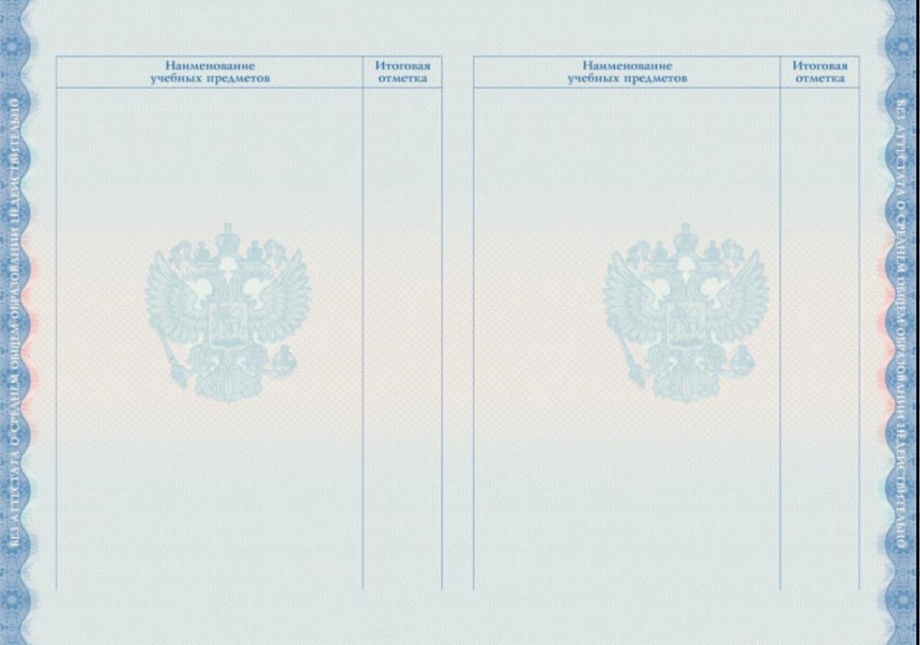 Наименование
учебных предметов
Итоговая
отметка
Наименование
учебных предметов
Итоговая
отметка
БЕЗ АТТЕСТАТА О СРЕДНЕМ ОБЩЕМ ОБРАЗОВАНИИ НЕДЕЙСТВИТЕЛЬНО
БЕЗ АТТЕСТАТА О СРЕДНЕМ ОБЩЕМ ОБРАЗОВАНИИ НЕДЕЙСТВИТЕЛЬНО